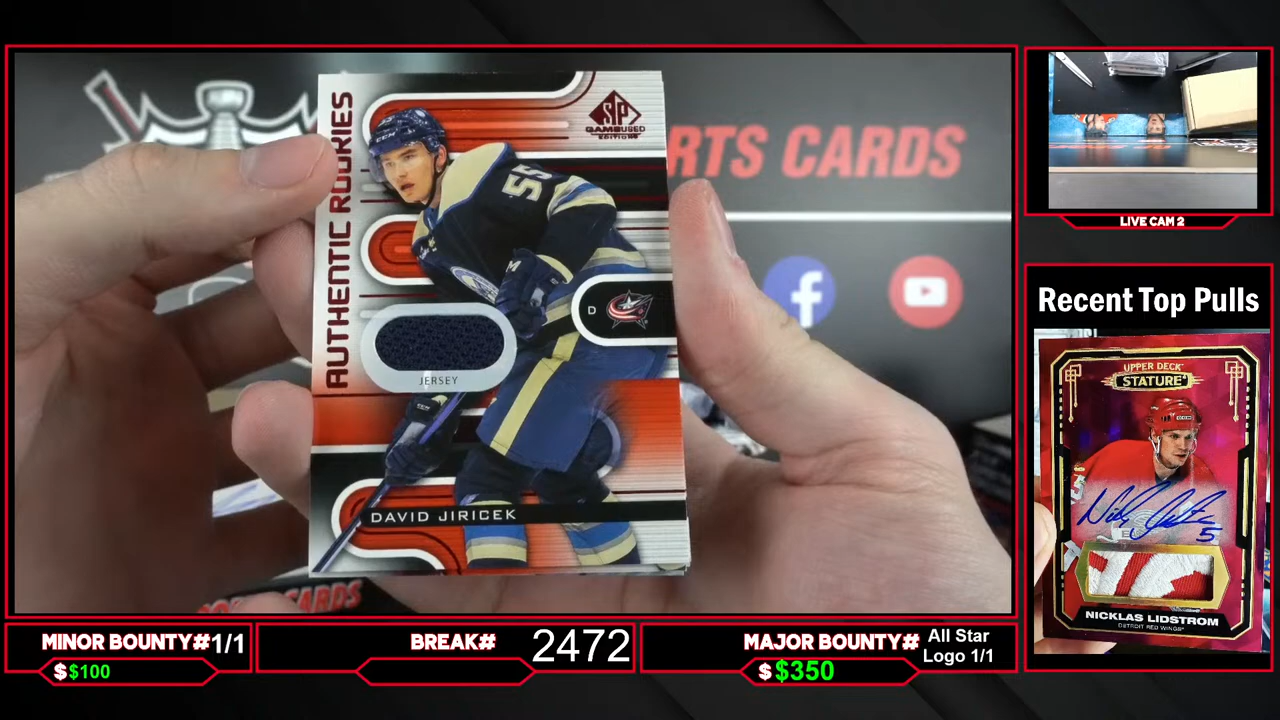 AUTHENTIC ROOKIES
SP
GAME USED
EDITION
55
RTS CARDS
D
JERSEY
DAVID JIRICEK
CARDS
LIVE CAM 2
Recent Top Pulls
UPPER DECK
STATURE
5
NICKLAS LIDSTROM
DETROIT RED WINGS
MINOR BOUNTY# 1/1
$ $100
BREAK# 2472
MAJOR BOUNTY# All Star
Logo 1/1
$ $350